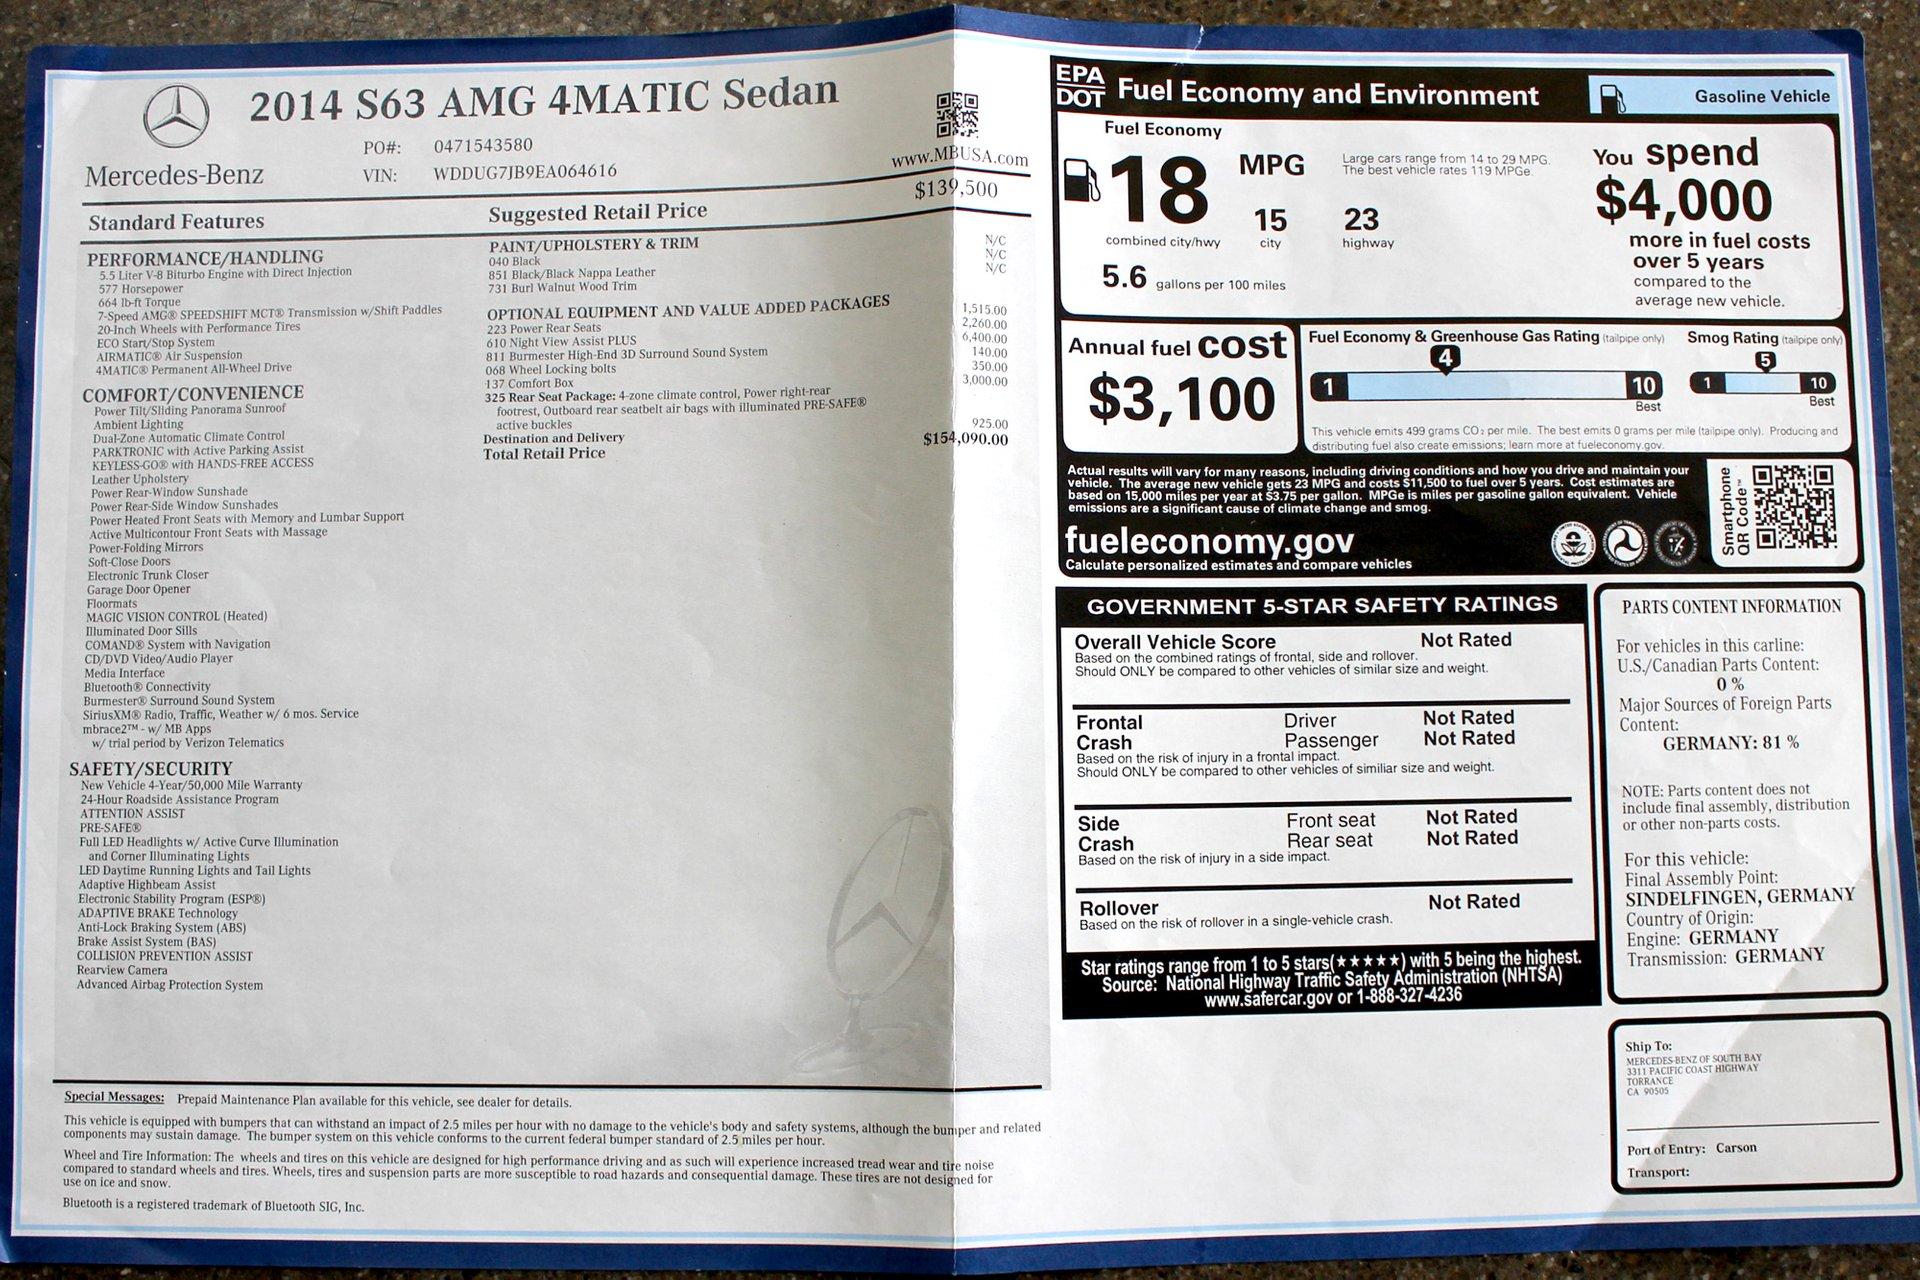 2014 S63 AMG 4MATIC Sedan
Mercedes-Benz
PO#: 0471543580
VIN: WDDUG7JB9EA064616
www.MBUSA.com
Standard Features
PERFORMANCE/HANDLING
5.5 Liter V-8 Biturbo Engine with Direct Injection
577 Horsepower
664 lb-ft Torque
7-Speed AMG® SPEEDSHIFT MCT® Transmission w/Shift Paddles
20-Inch Wheels with Performance Tires
ECO Start/Stop System
AIRMATIC® Air Suspension
4MATIC® Permanent All-Wheel Drive
COMFORT/CONVENIENCE
Power Tilt/Sliding Panorama Sunroof
Ambient Lighting
Dual-Zone Automatic Climate Control
PARKTRONIC with Active Parking Assist
KEYLESS-GO® with HANDS-FREE ACCESS
Leather Upholstery
Power Rear-Window Sunshade
Power Rear-Side Window Sunshades
Power Heated Front Seats with Memory and Lumbar Support
Active Multicontour Front Seats with Massage
Power-Folding Mirrors
Soft-Close Doors
Electronic Trunk Closer
Garage Door Opener
Floormats
MAGIC VISION CONTROL (Heated)
Illuminated Door Sills
COMAND® System with Navigation
CD/DVD Video/Audio Player
Media Interface
Bluetooth® Connectivity
Burmester® Surround Sound System
SiriusXM® Radio, Traffic, Weather w/ 6 mos. Service
mbrace2™ - w/ MB Apps
w/ trial period by Verizon Telematics
SAFETY/SECURITY
New Vehicle 4-Year/50,000 Mile Warranty
24-Hour Roadside Assistance Program
ATTENTION ASSIST
PRE-SAFE®
Full LED Headlights w/ Active Curve Illumination
and Corner Illuminating Lights
LED Daytime Running Lights and Tail Lights
Adaptive Highbeam Assist
Electronic Stability Program (ESP®)
ADAPTIVE BRAKE Technology
Anti-Lock Braking System (ABS)
Brake Assist System (BAS)
COLLISION PREVENTION ASSIST
Rearview Camera
Advanced Airbag Protection System
Suggested Retail Price $139,500
PAINT/UPHOLSTERY & TRIM
040 Black N/C
851 Black/Black Nappa Leather N/C
731 Burl Walnut Wood Trim N/C
OPTIONAL EQUIPMENT AND VALUE ADDED PACKAGES
223 Power Rear Seats 1,515.00
610 Night View Assist PLUS 2,260.00
811 Burmester High-End 3D Surround Sound System 6,400.00
068 Wheel Locking bolts 140.00
137 Comfort Box 350.00
325 Rear Seat Package: 4-zone climate control, Power right-rear 3,000.00
footrest, Outboard rear seatbelt air bags with illuminated PRE-SAFE®
active buckles
Destination and Delivery 925.00
Total Retail Price $154,090.00
Special Messages: Prepaid Maintenance Plan available for this vehicle, see dealer for details.
This vehicle is equipped with bumpers that can withstand an impact of 2.5 miles per hour with no damage to the vehicle's body and safety systems, although the bumper and related
components may sustain damage. The bumper system on this vehicle conforms to the current federal bumper standard of 2.5 miles per hour.
Wheel and Tire Information: The wheels and tires on this vehicle are designed for high performance driving and as such will experience increased tread wear and tire noise
compared to standard wheels and tires. Wheels, tires and suspension parts are more susceptible to road hazards and consequential damage. These tires are not designed for
use on ice and snow.
Bluetooth is a registered trademark of Bluetooth SIG, Inc.
EPA
DOT
Fuel Economy and Environment
Gasoline Vehicle
Fuel Economy
18 MPG
combined city/hwy
15
city
23
highway
5.6 gallons per 100 miles
Large cars range from 14 to 29 MPG.
The best vehicle rates 119 MPGe.
You spend
$4,000
more in fuel costs
over 5 years
compared to the
average new vehicle.
Annual fuel cost
$3,100
Fuel Economy & Greenhouse Gas Rating (tailpipe only)
4
1 10
Best
Smog Rating (tailpipe only)
5
1 10
Best
This vehicle emits 499 grams CO2 per mile. The best emits 0 grams per mile (tailpipe only). Producing and
distributing fuel also create emissions; learn more at fueleconomy.gov.
Actual results will vary for many reasons, including driving conditions and how you drive and maintain your
vehicle. The average new vehicle gets 23 MPG and costs $11,500 to fuel over 5 years. Cost estimates are
based on 15,000 miles per year at $3.75 per gallon. MPGe is miles per gasoline gallon equivalent. Vehicle
emissions are a significant cause of climate change and smog.
fueleconomy.gov
Calculate personalized estimates and compare vehicles
Smartphone
QR Code™
GOVERNMENT 5-STAR SAFETY RATINGS
Overall Vehicle Score Not Rated
Based on the combined ratings of frontal, side and rollover.
Should ONLY be compared to other vehicles of similar size and weight.
Frontal Driver Not Rated
Crash Passenger Not Rated
Based on the risk of injury in a frontal impact.
Should ONLY be compared to other vehicles of similiar size and weight.
Side Front seat Not Rated
Crash Rear seat Not Rated
Based on the risk of injury in a side impact.
Rollover Not Rated
Based on the risk of rollover in a single-vehicle crash.
Star ratings range from 1 to 5 stars(★★★★★) with 5 being the highest.
Source: National Highway Traffic Safety Administration (NHTSA)
www.safercar.gov or 1-888-327-4236
PARTS CONTENT INFORMATION
For vehicles in this carline:
U.S./Canadian Parts Content:
0 %
Major Sources of Foreign Parts
Content:
GERMANY: 81 %
NOTE: Parts content does not
include final assembly, distribution
or other non-parts costs.
For this vehicle:
Final Assembly Point:
SINDELFINGEN, GERMANY
Country of Origin:
Engine: GERMANY
Transmission: GERMANY
Ship To:
MERCEDES-BENZ OF SOUTH BAY
3311 PACIFIC COAST HIGHWAY
TORRANCE
CA 90505
Port of Entry: Carson
Transport: